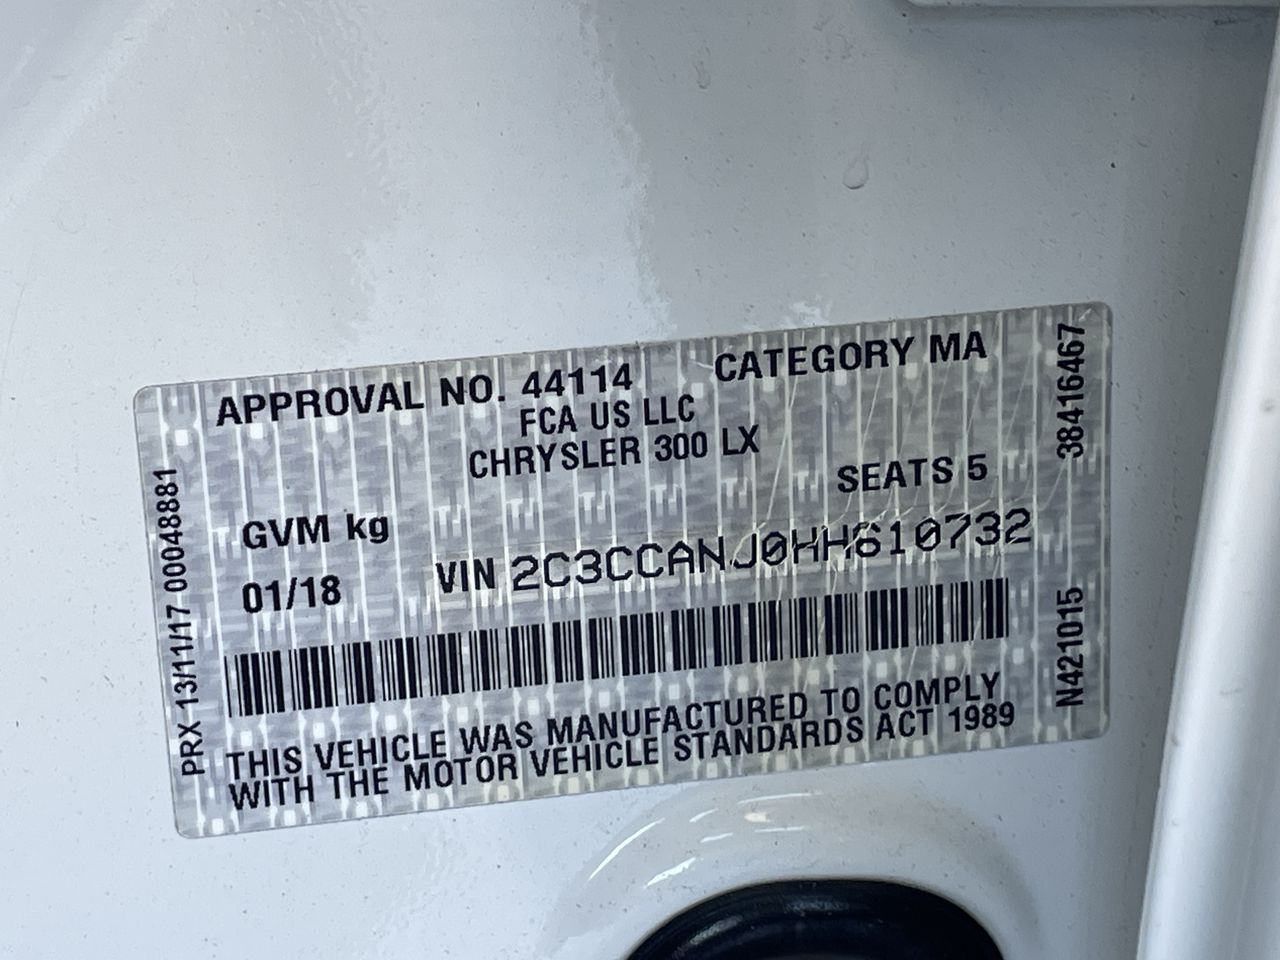 APPROVAL NO. 44114
CATEGORY MA
FCA US LLC
CHRYSLER 300 LX
SEATS 5
GVM kg
01/18
VIN 2C3CCANJ0HH610732
THIS VEHICLE WAS MANUFACTURED TO COMPLY
WITH THE MOTOR VEHICLE STANDARDS ACT 1989
PRX 13/11/17 00048881
38416467
N421015